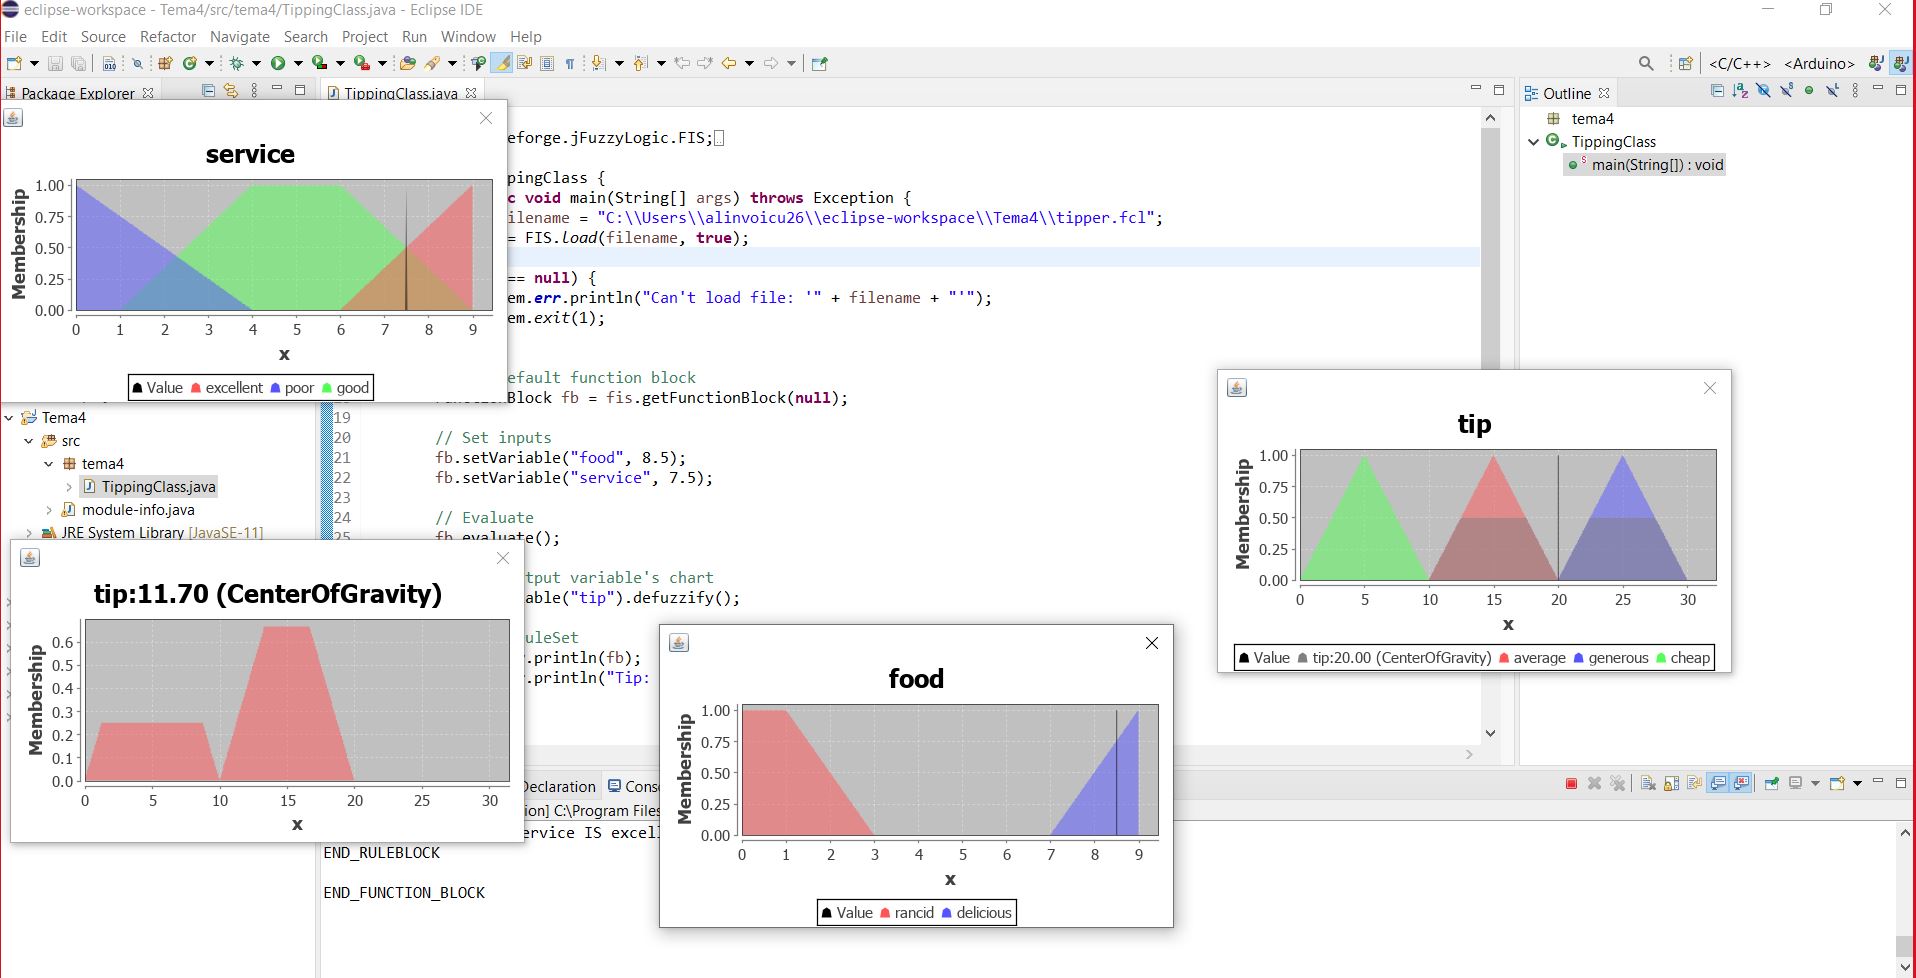 eclipse-workspace - Tema4/src/tema4/TippingClass.java - Eclipse IDE
File Edit Source Refactor Navigate Search Project Run Window Help
<C/C++> <Arduino>
Package Explorer
TippingClass.java
Outline
tema4
TippingClass
main(String[]) : void
service
Membership
1.00
0.75
0.50
0.25
0.00
0 1 2 3 4 5 6 7 8 9
x
Value excellent poor good
eforge.jFuzzyLogic.FIS;
pingClass {
c void main(String[] args) throws Exception {
ilename = "C:\\Users\\alinvoicu26\\eclipse-workspace\\Tema4\\tipper.fcl";
= FIS.load(filename, true);
== null) {
em.err.println("Can't load file: '" + filename + "'");
em.exit(1);
efault function block
Block fb = fis.getFunctionBlock(null);
19
20 // Set inputs
21 fb.setVariable("food", 8.5);
22 fb.setVariable("service", 7.5);
23
24 // Evaluate
25 fb.evaluate();
tput variable's chart
able("tip").defuzzify();
uleSet
.println(fb);
.println("Tip:
Tema4
src
tema4
TippingClass.java
module-info.java
JRE System Library [JavaSE-11]
tip:11.70 (CenterOfGravity)
Membership
0.6
0.5
0.4
0.3
0.2
0.1
0.0
0 5 10 15 20 25 30
x
tip
Membership
1.00
0.75
0.50
0.25
0.00
0 5 10 15 20 25 30
x
Value tip:20.00 (CenterOfGravity) average generous cheap
food
Membership
1.00
0.75
0.50
0.25
0.00
0 1 2 3 4 5 6 7 8 9
x
Value rancid delicious
Declaration Cons
ion] C:\Program Files
ervice IS excel
END_RULEBLOCK
END_FUNCTION_BLOCK